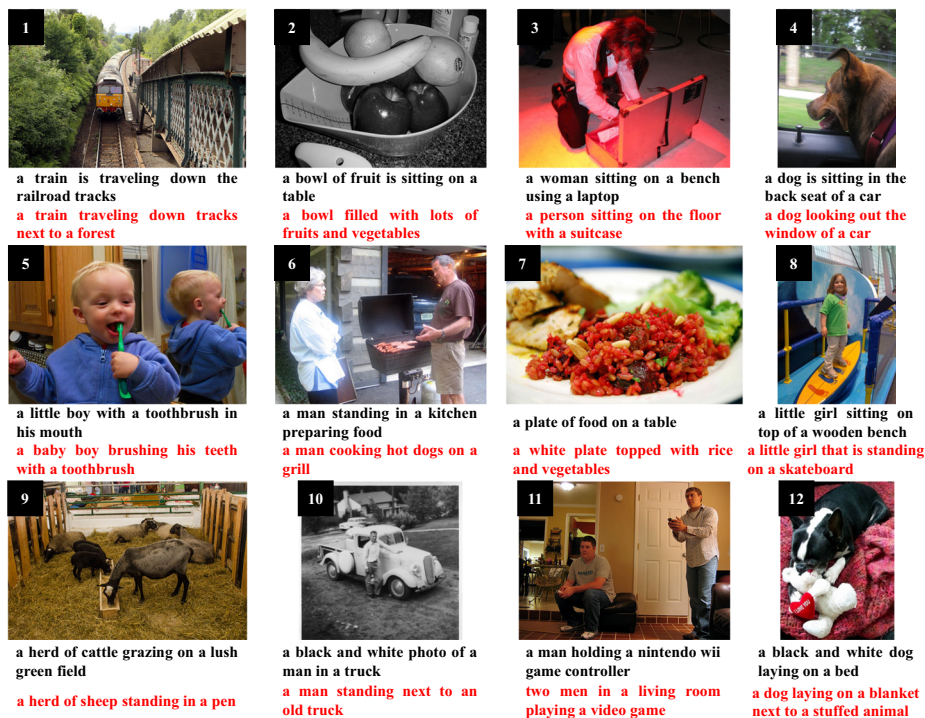 1
2
3
4
a train is traveling down the
railroad tracks
a train traveling down tracks
next to a forest
a bowl of fruit is sitting on a
table
a bowl filled with lots of
fruits and vegetables
a woman sitting on a bench
using a laptop
a person sitting on the floor
with a suitcase
a dog is sitting in the
back seat of a car
a dog looking out the
window of a car
5
6
7
8
a little boy with a toothbrush in
his mouth
a baby boy brushing his teeth
with a toothbrush
a man standing in a kitchen
preparing food
a man cooking hot dogs on a
grill
a plate of food on a table
a white plate topped with rice
and vegetables
a little girl sitting on
top of a wooden bench
a little girl that is standing
on a skateboard
9
10
11
12
I LOVE YOU
a herd of cattle grazing on a lush
green field
a herd of sheep standing in a pen
a black and white photo of a
man in a truck
a man standing next to an
old truck
a man holding a nintendo wii
game controller
two men in a living room
playing a video game
a black and white dog
laying on a bed
a dog laying on a blanket
next to a stuffed animal